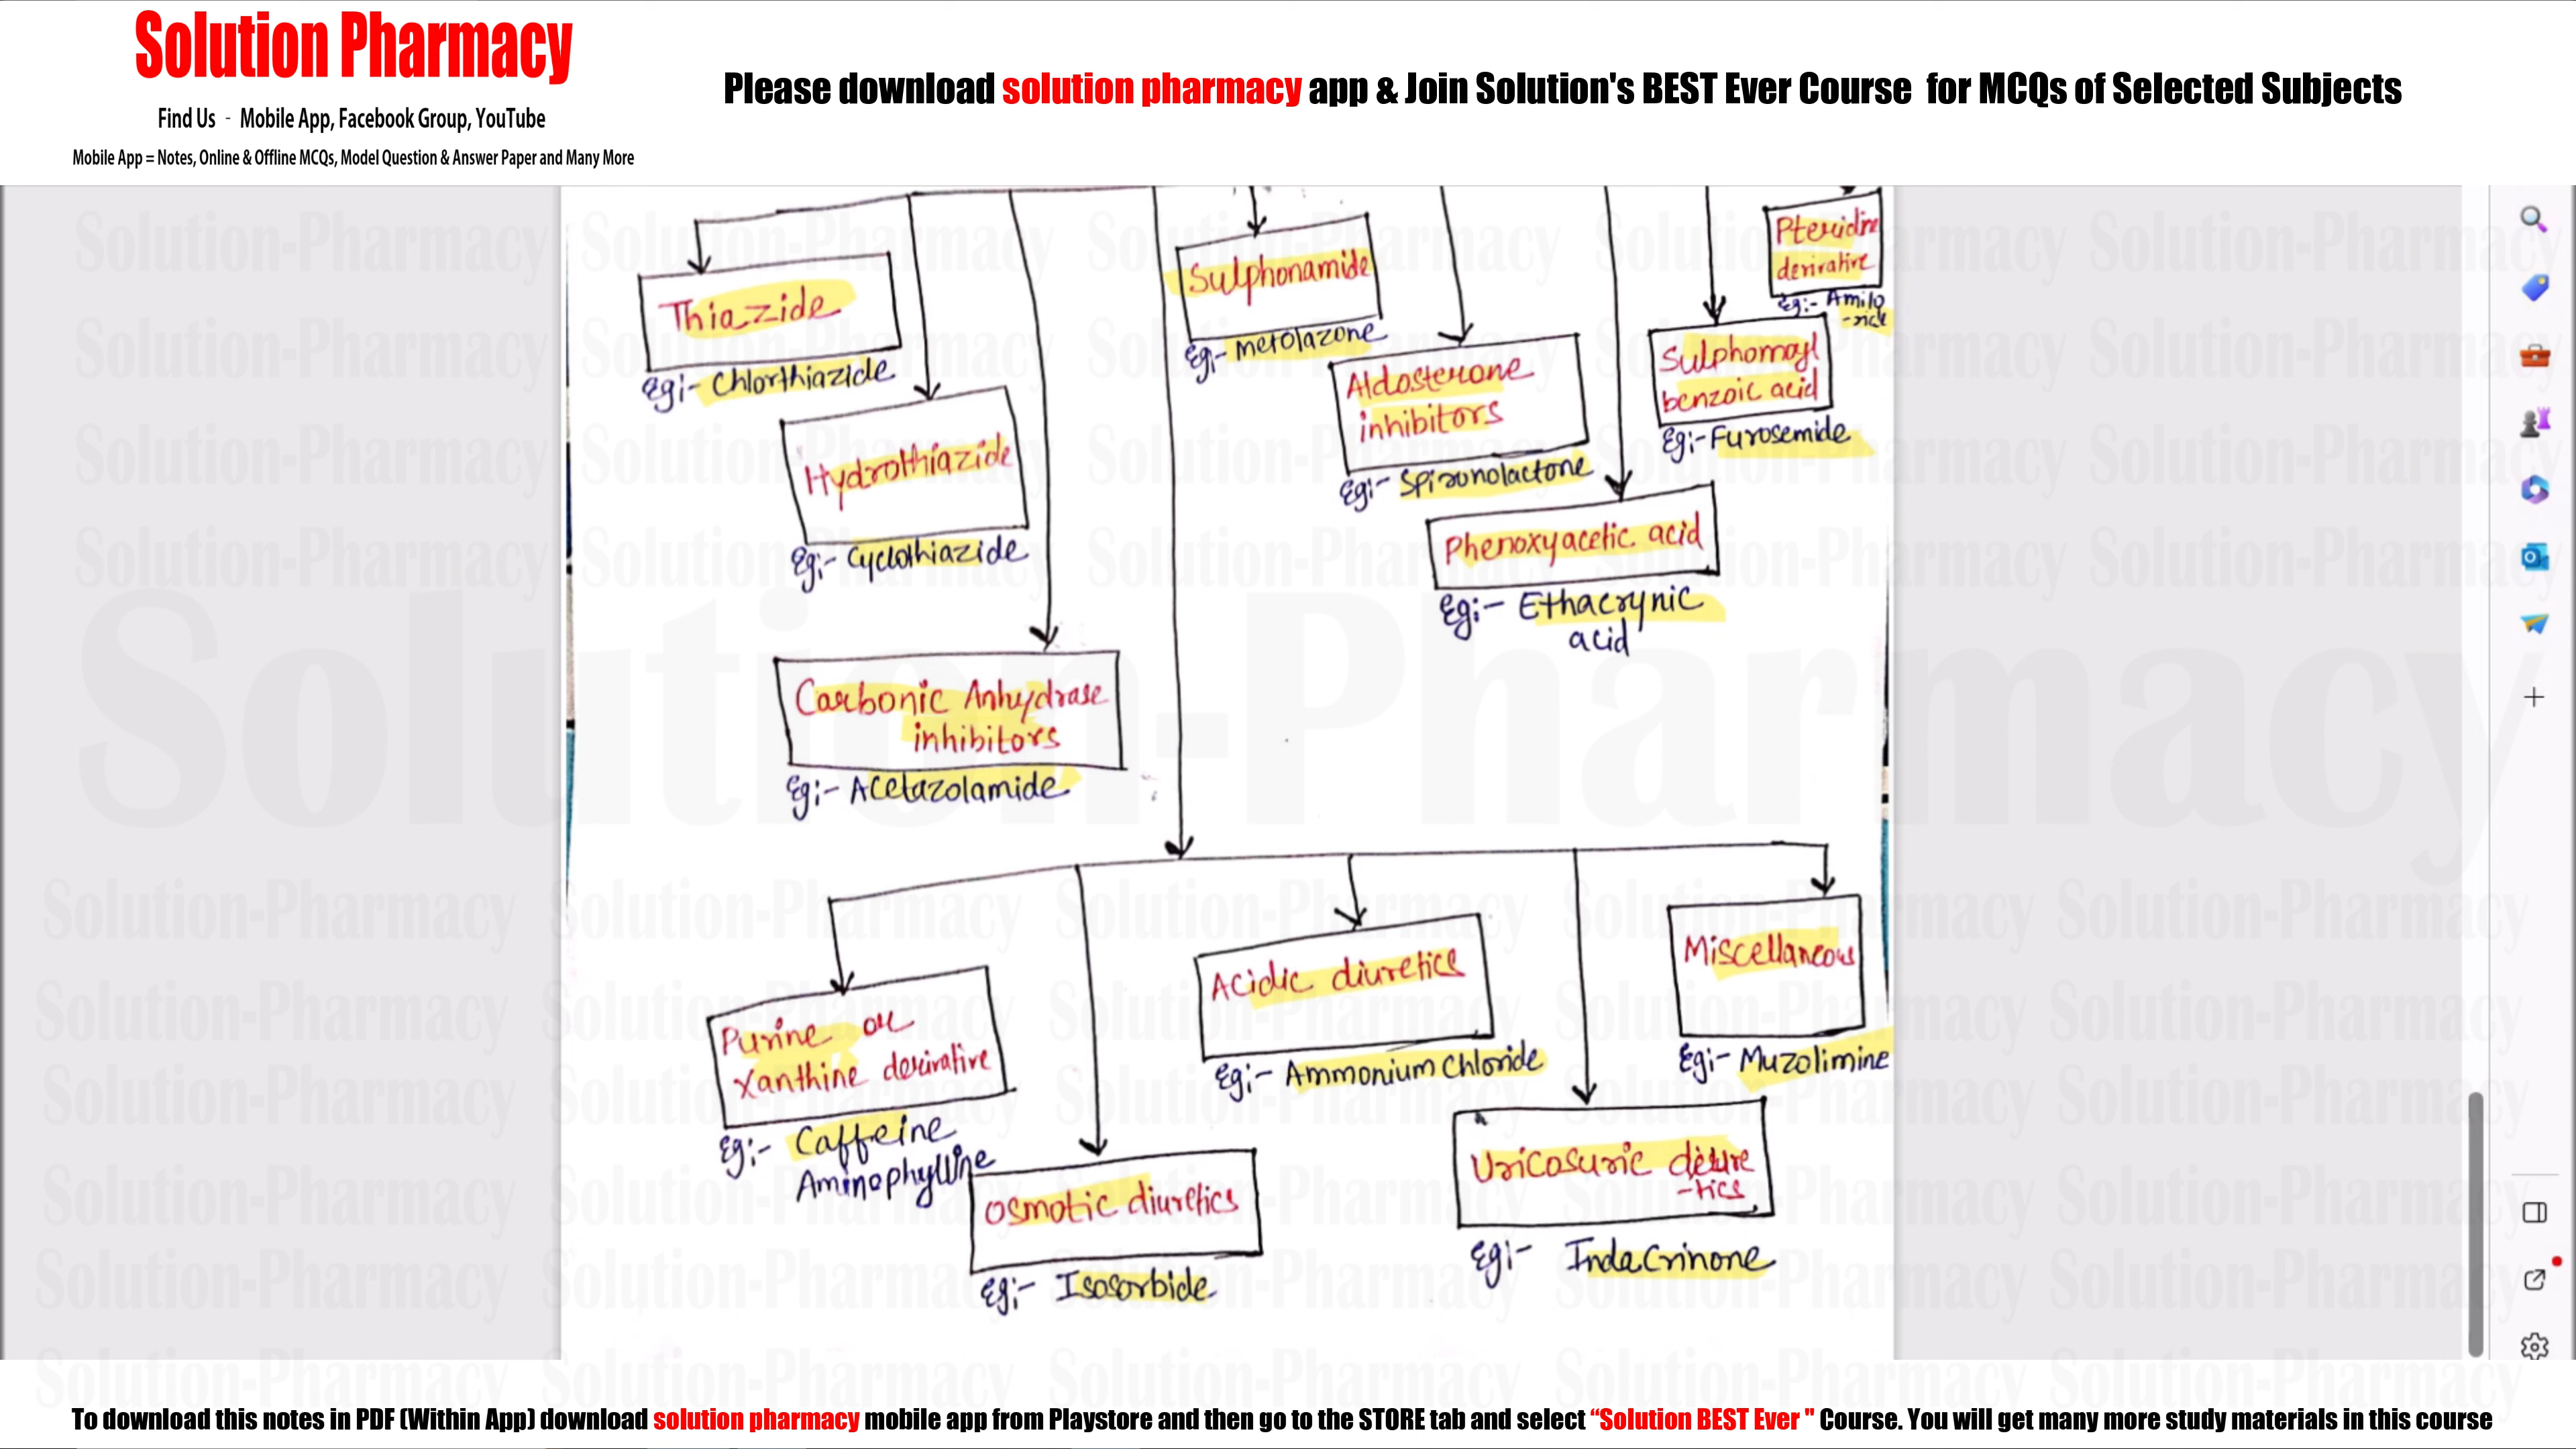 Solution Pharmacy
Find Us - Mobile App, Facebook Group, YouTube
Mobile App = Notes, Online & Offline MCQs, Model Question & Answer Paper and Many More
Please download solution pharmacy app & Join Solution's BEST Ever Course for MCQs of Selected Subjects
Thiazide
Eg:- Chlorthiazide
Hydrothiazide
Eg:- Cyclothiazide
Carbonic Anhydrase
inhibitors
Eg:- Acetazolamide
Sulphonamide
Eg:- metolazone
Aldosterone
inhibitors
Eg:- Spironolactone
Phenoxyacetic acid
Eg:- Ethacrynic
acid
Sulphomoyl
benzoic acid
Eg:- Furosemide
Pteridine
derivative
Eg:- Amilo
-ride
Purine or
Xanthine derivative
Eg:- Caffeine
Aminophylline
Osmotic diuretics
Eg:- Isosorbide
Acidic diuretics
Eg:- Ammonium Chloride
Uricosuric
-tics
Eg:- Indacrinone
Miscellaneous
Eg:- Muzolimine
Solution-Pharmacy
To download this notes in PDF (Within App) download solution pharmacy mobile app from Playstore and then go to the STORE tab and select “Solution BEST Ever " Course. You will get many more study materials in this course